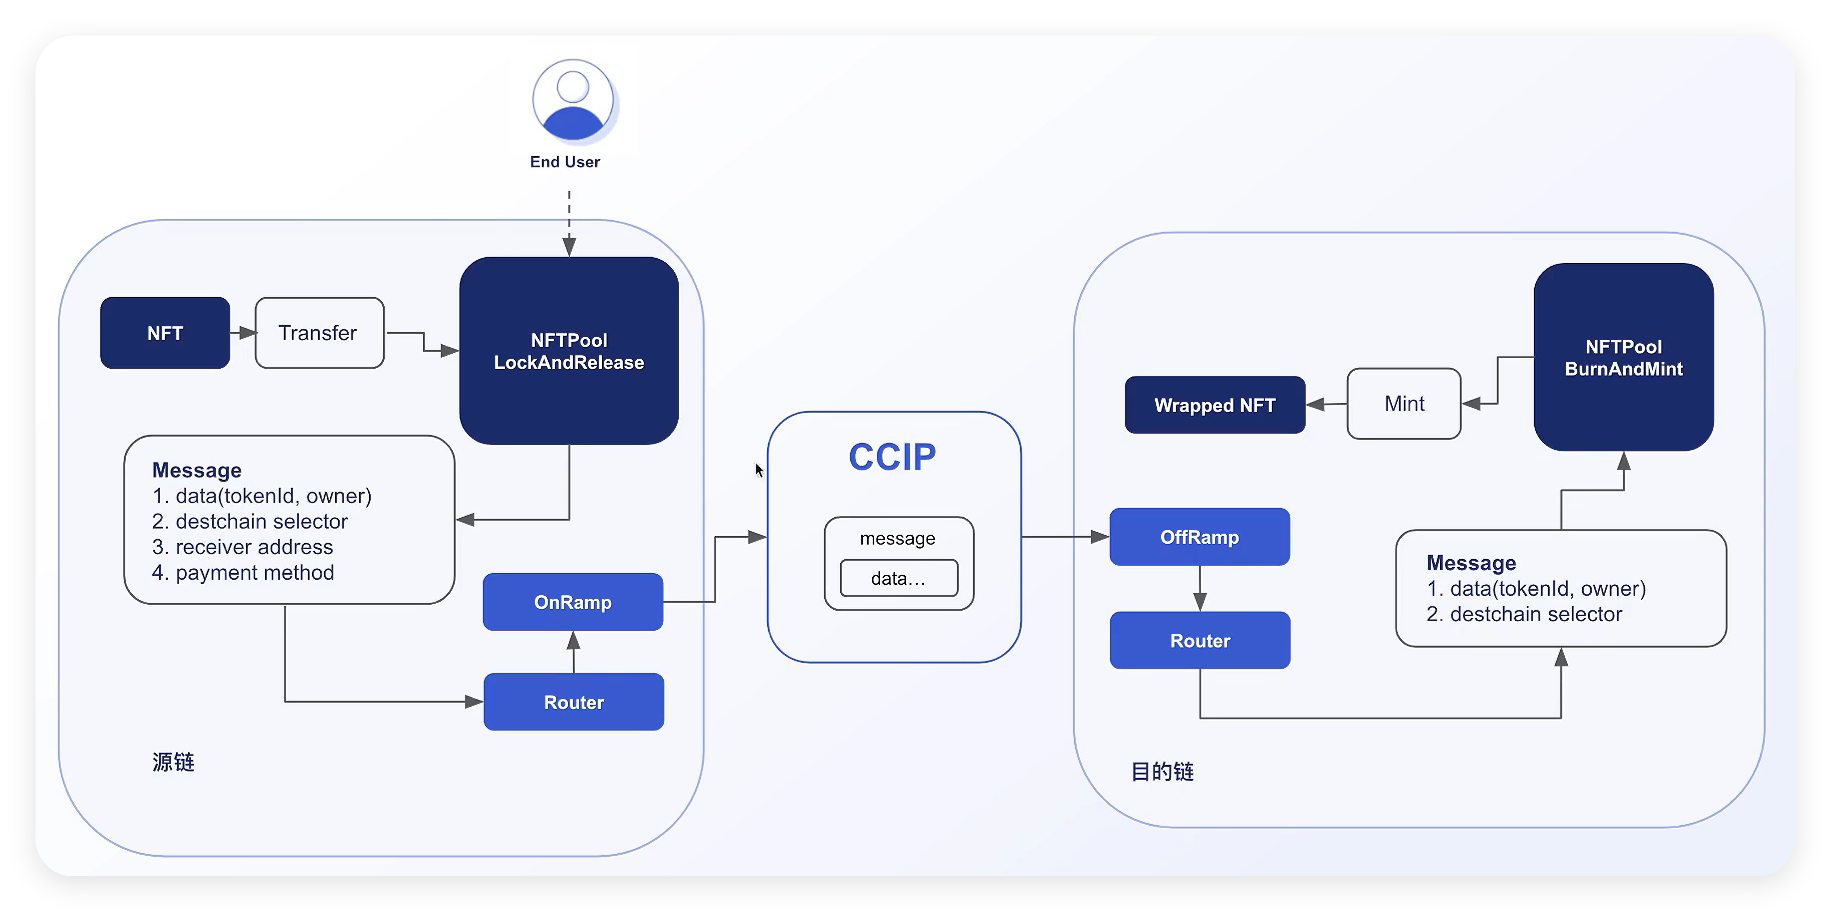 End User
NFT
Transfer
NFTPool
LockAndRelease
Message
1. data(tokenId, owner)
2. destchain selector
3. receiver address
4. payment method
OnRamp
Router
源链
CCIP
message
data...
NFTPool
BurnAndMint
Mint
Wrapped NFT
OffRamp
Router
Message
1. data(tokenId, owner)
2. destchain selector
目的链